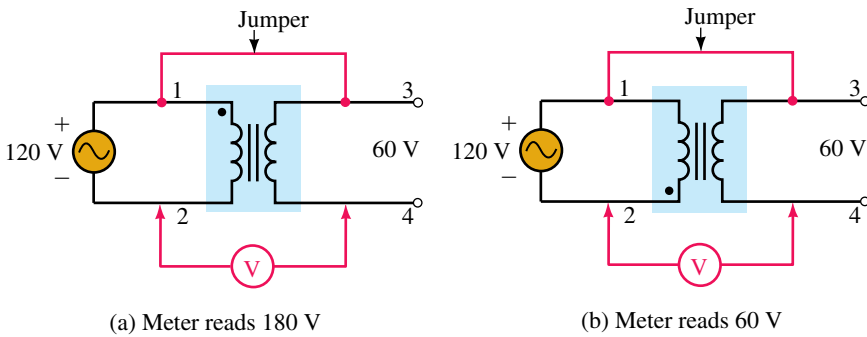 Jumper
1
3
+
120 V
−
60 V
2
4
V
(a) Meter reads 180 V
Jumper
1
3
+
120 V
−
60 V
2
4
V
(b) Meter reads 60 V